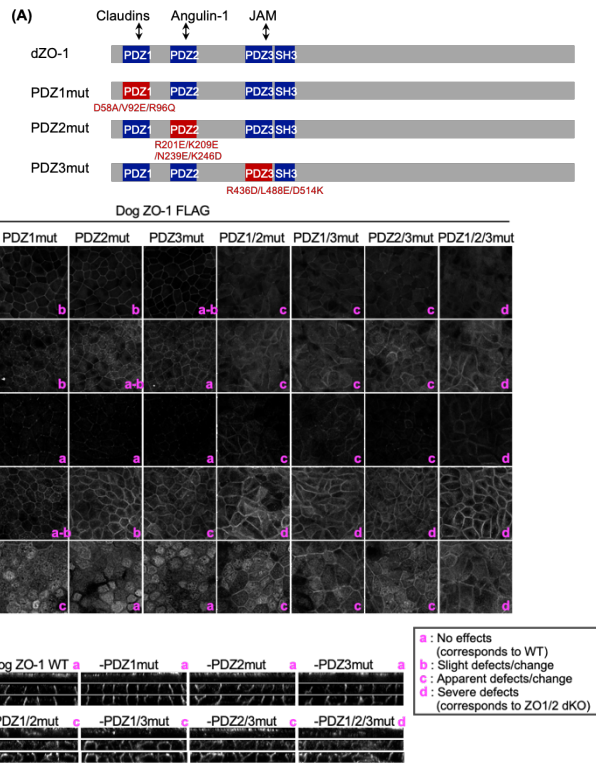 (A)
Claudins Angulin-1 JAM
dZO-1 PDZ1 PDZ2 PDZ3 SH3
PDZ1mut PDZ1 PDZ2 PDZ3 SH3
D58A/V92E/R96Q
PDZ2mut PDZ1 PDZ2 PDZ3 SH3
R201E/K209E
/N239E/K246D
PDZ3mut PDZ1 PDZ2 PDZ3 SH3
R436D/L488E/D514K
Dog ZO-1 FLAG
PDZ1mut PDZ2mut PDZ3mut PDZ1/2mut PDZ1/3mut PDZ2/3mut PDZ1/2/3mut
b b a-b c c c d
b a-b a c c c d
a a a c c c d
a-b b c d d d d
c a a c c c d
og ZO-1 WT a -PDZ1mut a -PDZ2mut a -PDZ3mut a
PDZ1/2mut c -PDZ1/3mut c -PDZ2/3mut c -PDZ1/2/3mut d
a : No effects
(corresponds to WT)
b : Slight defects/change
c : Apparent defects/change
d : Severe defects
(corresponds to ZO1/2 dKO)